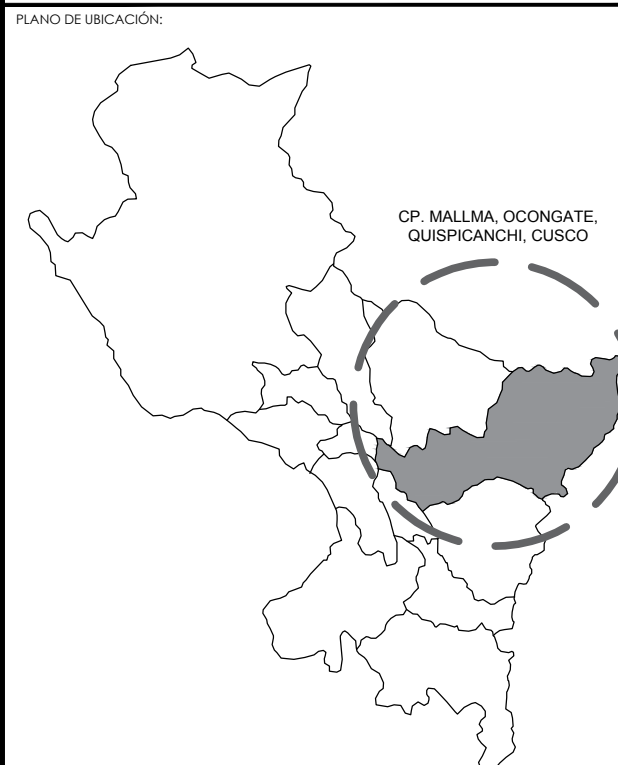 PLANO DE UBICACIÓN:
CP. MALLMA, OCONGATE,
QUISPICANCHI, CUSCO